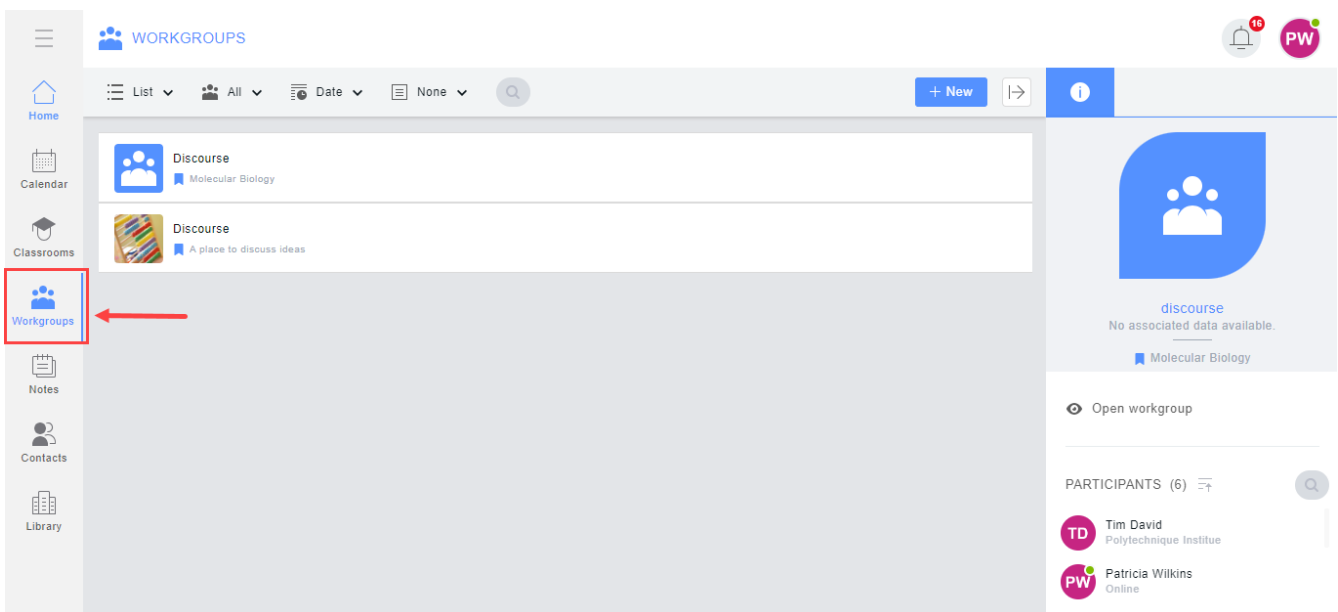 WORKGROUPS
16
PW
Home
Calendar
Classrooms
Workgroups
Notes
Contacts
Library
List
All
Date
None
+ New
i
Discourse
Molecular Biology
Discourse
A place to discuss ideas
discourse
No associated data available.
Molecular Biology
Open workgroup
PARTICIPANTS (6)
TD
Tim David
Polytechnique Institue
PW
Patricia Wilkins
Online